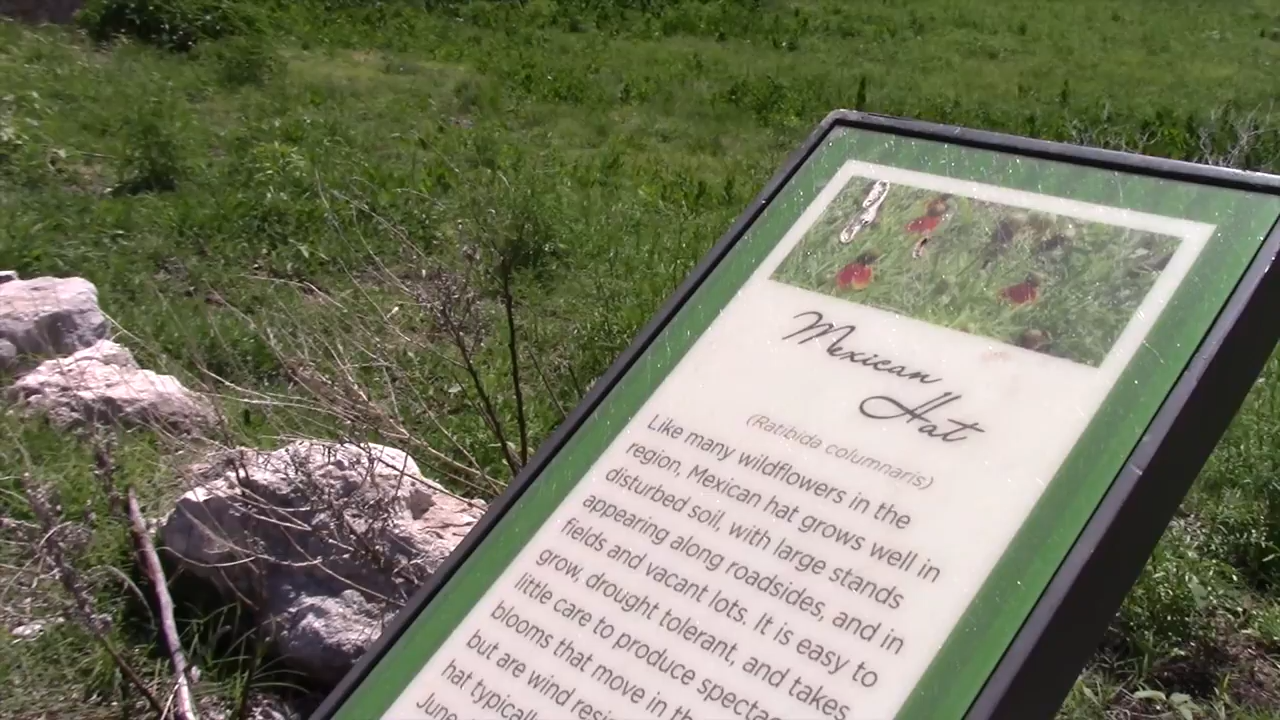 Mexican
Hat
(Ratibida columnaris)
Like many wildflowers in the
region, Mexican hat grows well in
disturbed soil, with large stands
appearing along roadsides, and in
fields and vacant lots. It is easy to
grow, drought tolerant, and takes
little care to produce
blooms that move in
but are wind
hat
June